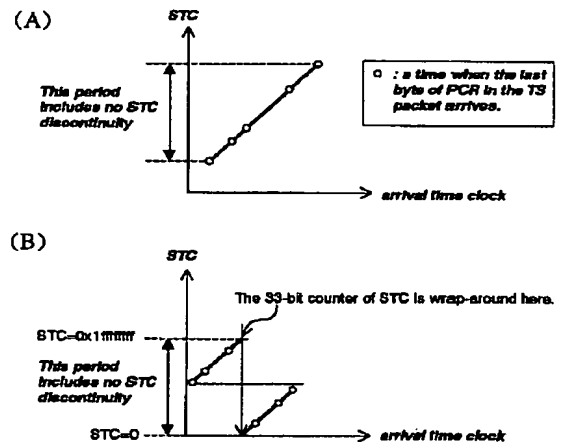 (A)
STC
This period
includes no STC
discontinuity
o : a time when the last
byte of PCR in the TS
packet arrives.
arrival time clock
(B)
STC
The 33-bit counter of STC is wrap-around here.
STC=0x1ffffffff
This period
includes no STC
discontinuity
STC=0
arrival time clock